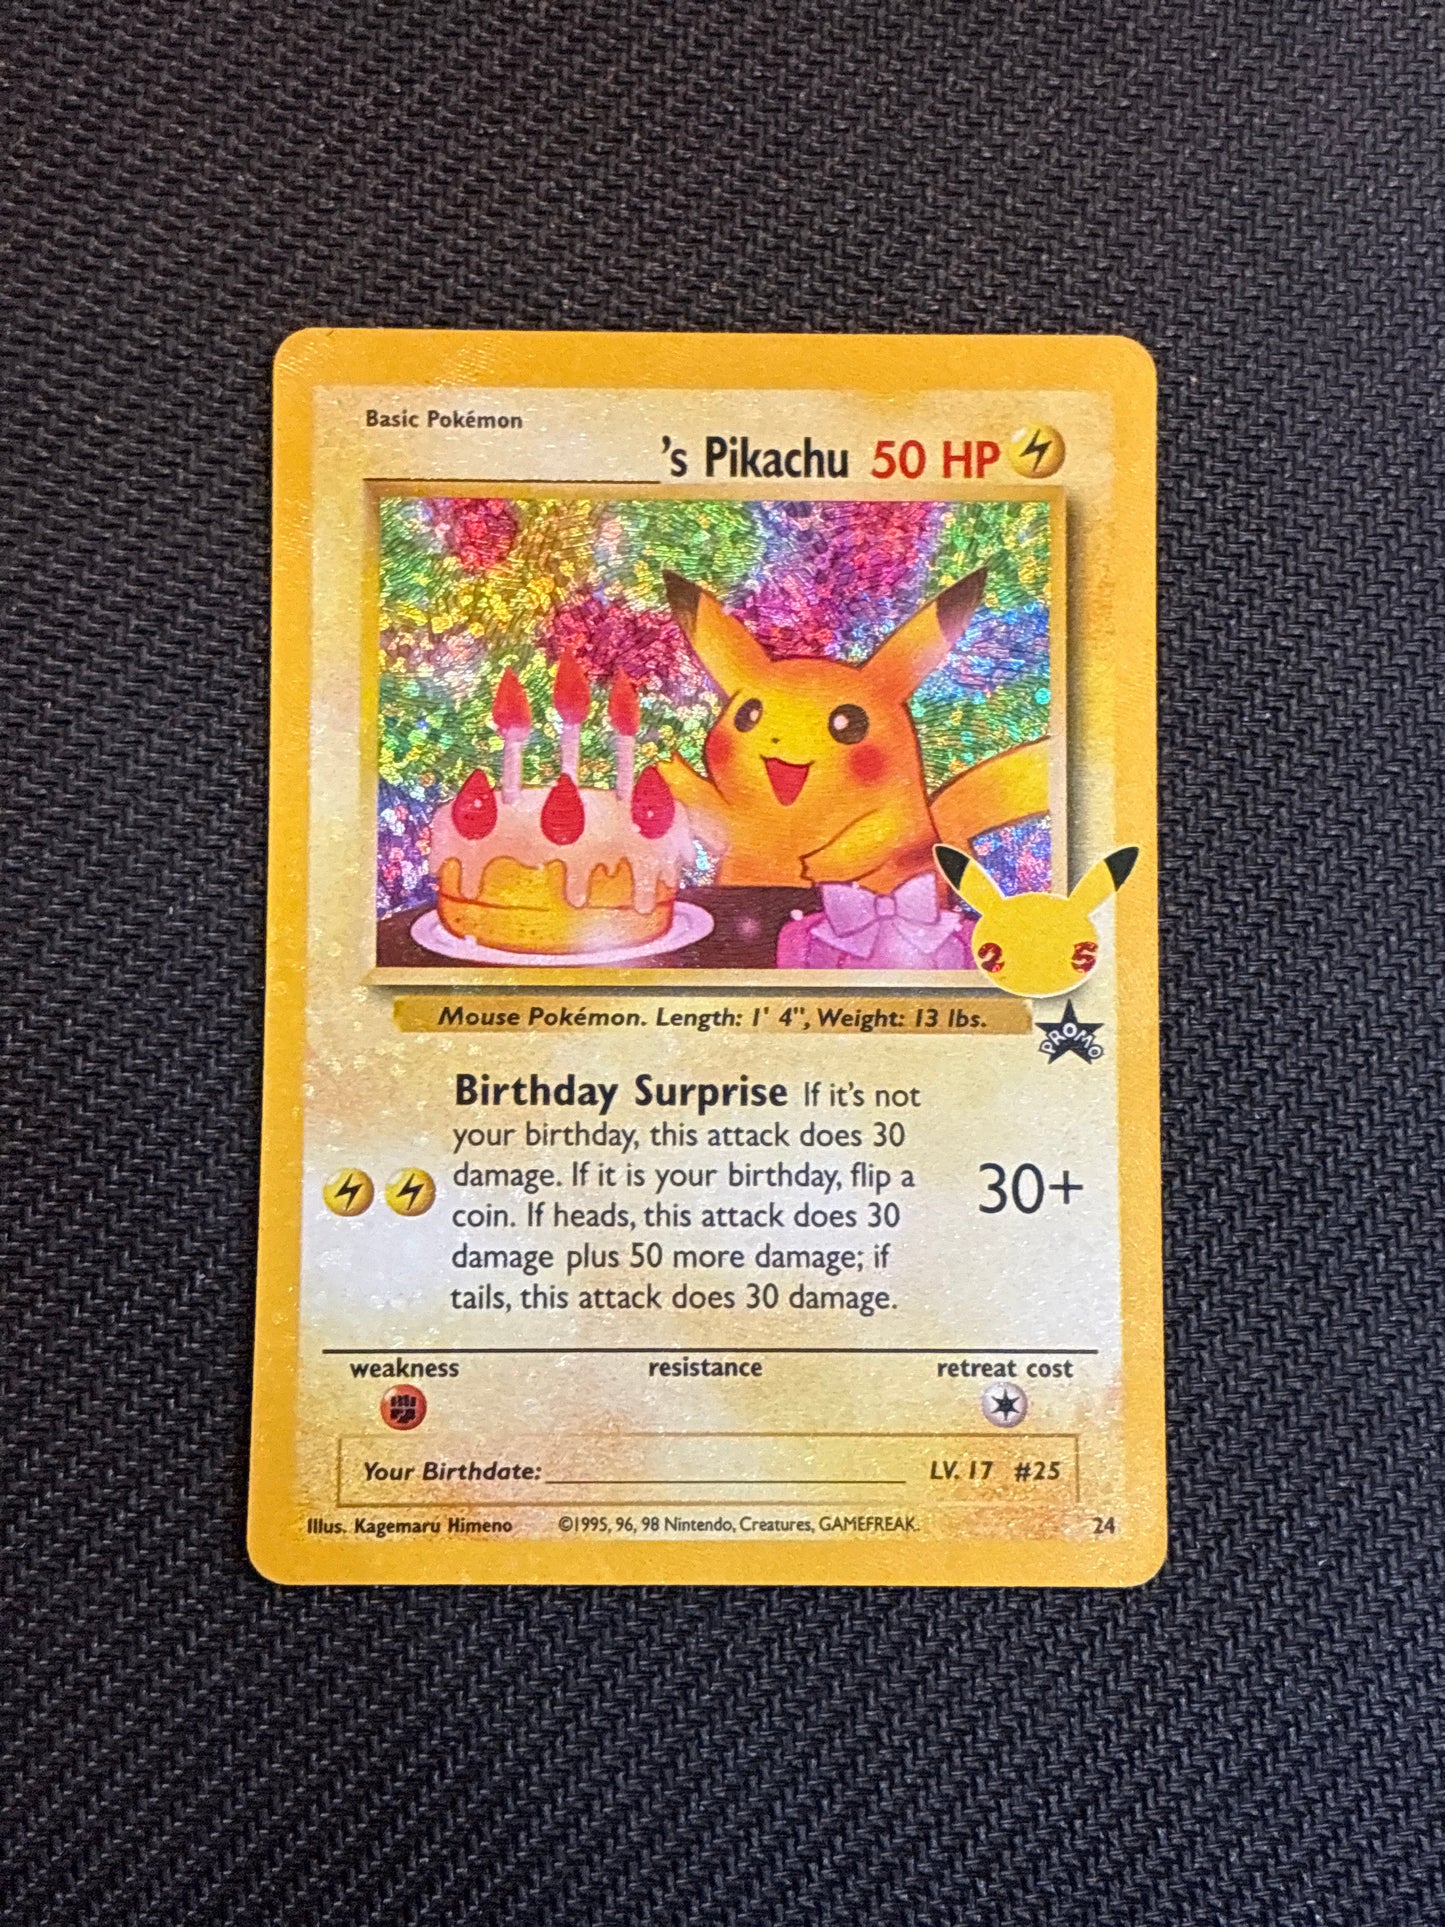 Basic Pokémon
's Pikachu 50 HP
2 5
Mouse Pokémon. Length: 1' 4", Weight: 13 lbs.
PROMO
Birthday Surprise If it's not
your birthday, this attack does 30
damage. If it is your birthday, flip a
coin. If heads, this attack does 30
damage plus 50 more damage; if
tails, this attack does 30 damage.
30+
weakness resistance retreat cost
Your Birthdate: LV. 17 #25
Illus. Kagemaru Himeno ©1995, 96, 98 Nintendo, Creatures, GAMEFREAK. 24